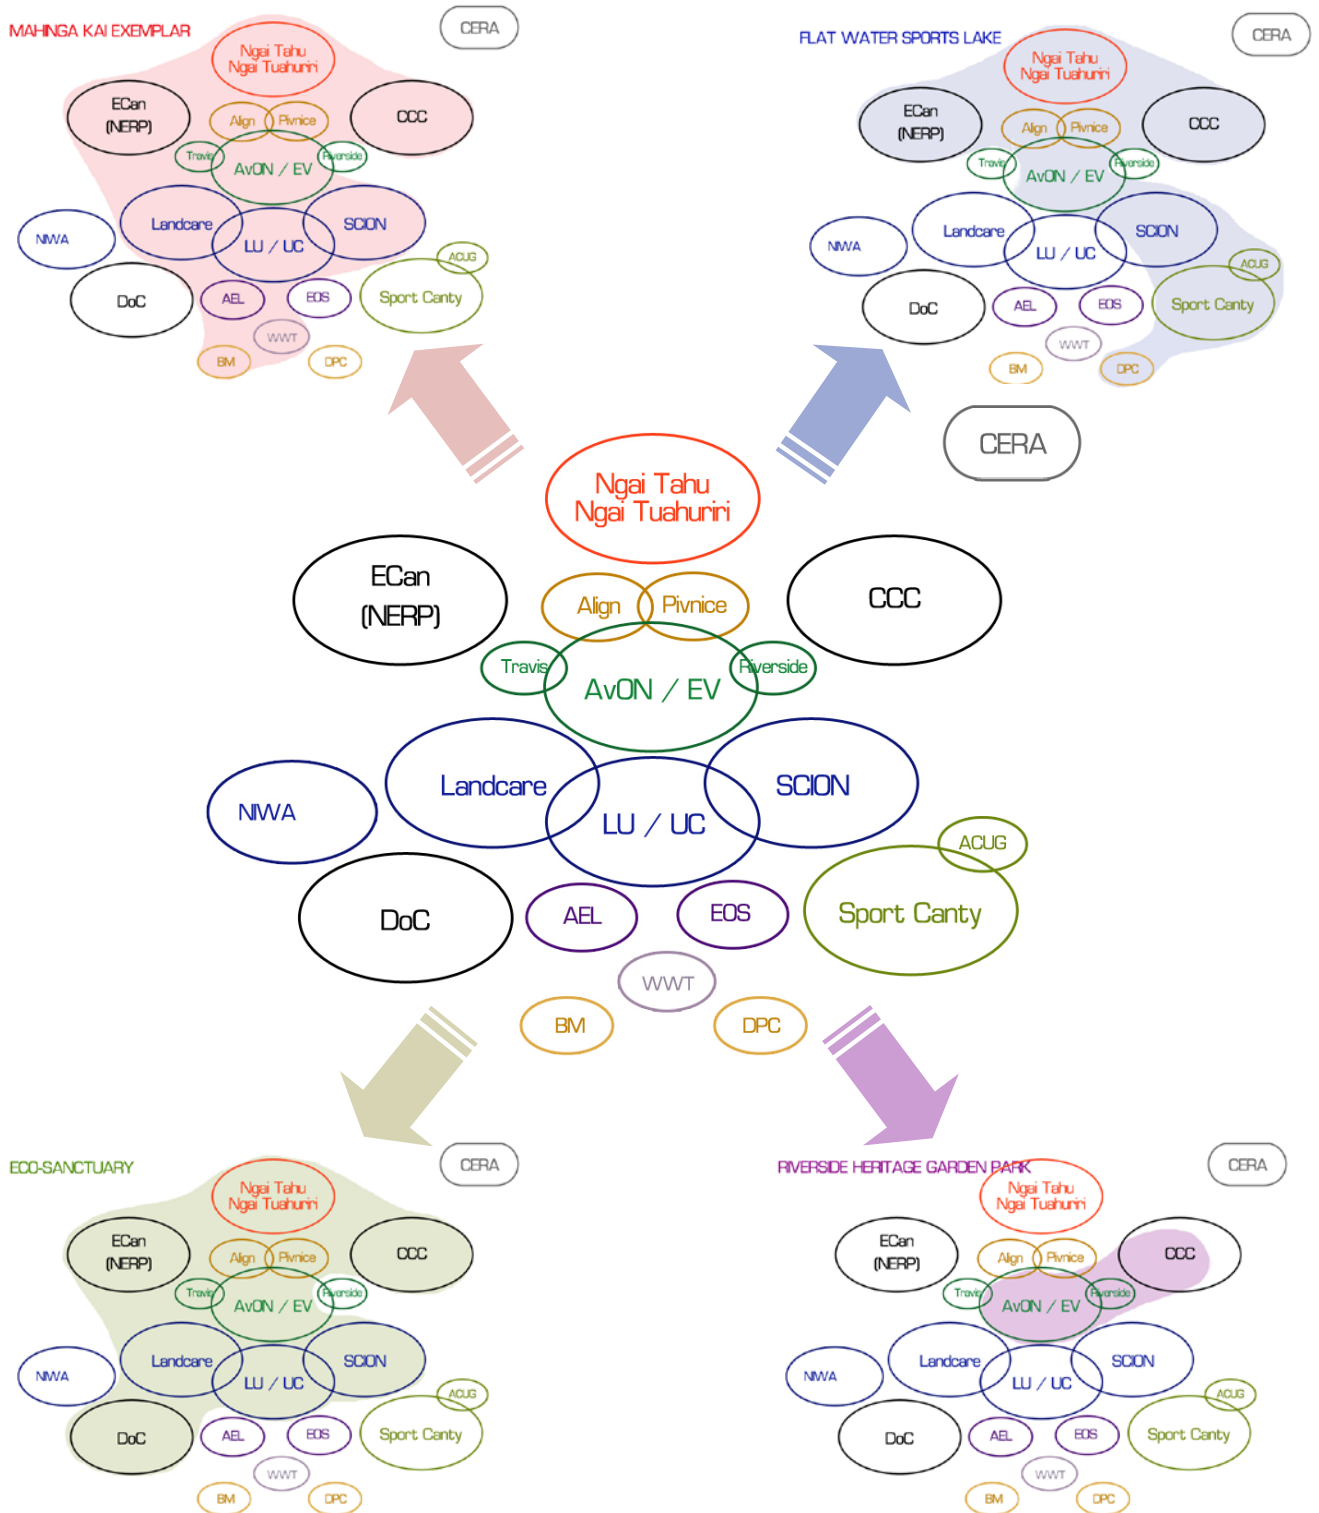 MAHINGA KAI EXEMPLAR
CERA
Ngai Tahu
Ngai Tuahuriri
ECan
(NERP)
Align
Pivnice
CCC
Travis
AvON / EV
Riverside
Landcare
SCION
NIWA
LU / UC
ACUG
DoC
AEL
EOS
Sport Canty
WWT
BM
DPC
FLAT WATER SPORTS LAKE
CERA
Ngai Tahu
Ngai Tuahuriri
ECan
(NERP)
Align
Pivnice
CCC
Travis
AvON / EV
Riverside
Landcare
SCION
NIWA
LU / UC
ACUG
DoC
AEL
EOS
Sport Canty
WWT
BM
DPC
CERA
Ngai Tahu
Ngai Tuahuriri
ECan
(NERP)
Align
Pivnice
CCC
Travis
AvON / EV
Riverside
Landcare
SCION
NIWA
LU / UC
ACUG
DoC
AEL
EOS
Sport Canty
WWT
BM
DPC
ECO-SANCTUARY
CERA
Ngai Tahu
Ngai Tuahuriri
ECan
(NERP)
Align
Pivnice
CCC
Travis
AvON / EV
Riverside
Landcare
SCION
NIWA
LU / UC
ACUG
DoC
AEL
EOS
Sport Canty
WWT
BM
DPC
RIVERSIDE HERITAGE GARDEN PARK
CERA
Ngai Tahu
Ngai Tuahuriri
ECan
(NERP)
Align
Pivnice
CCC
Travis
AvON / EV
Riverside
Landcare
SCION
NIWA
LU / UC
ACUG
DoC
AEL
EOS
Sport Canty
WWT
BM
DPC